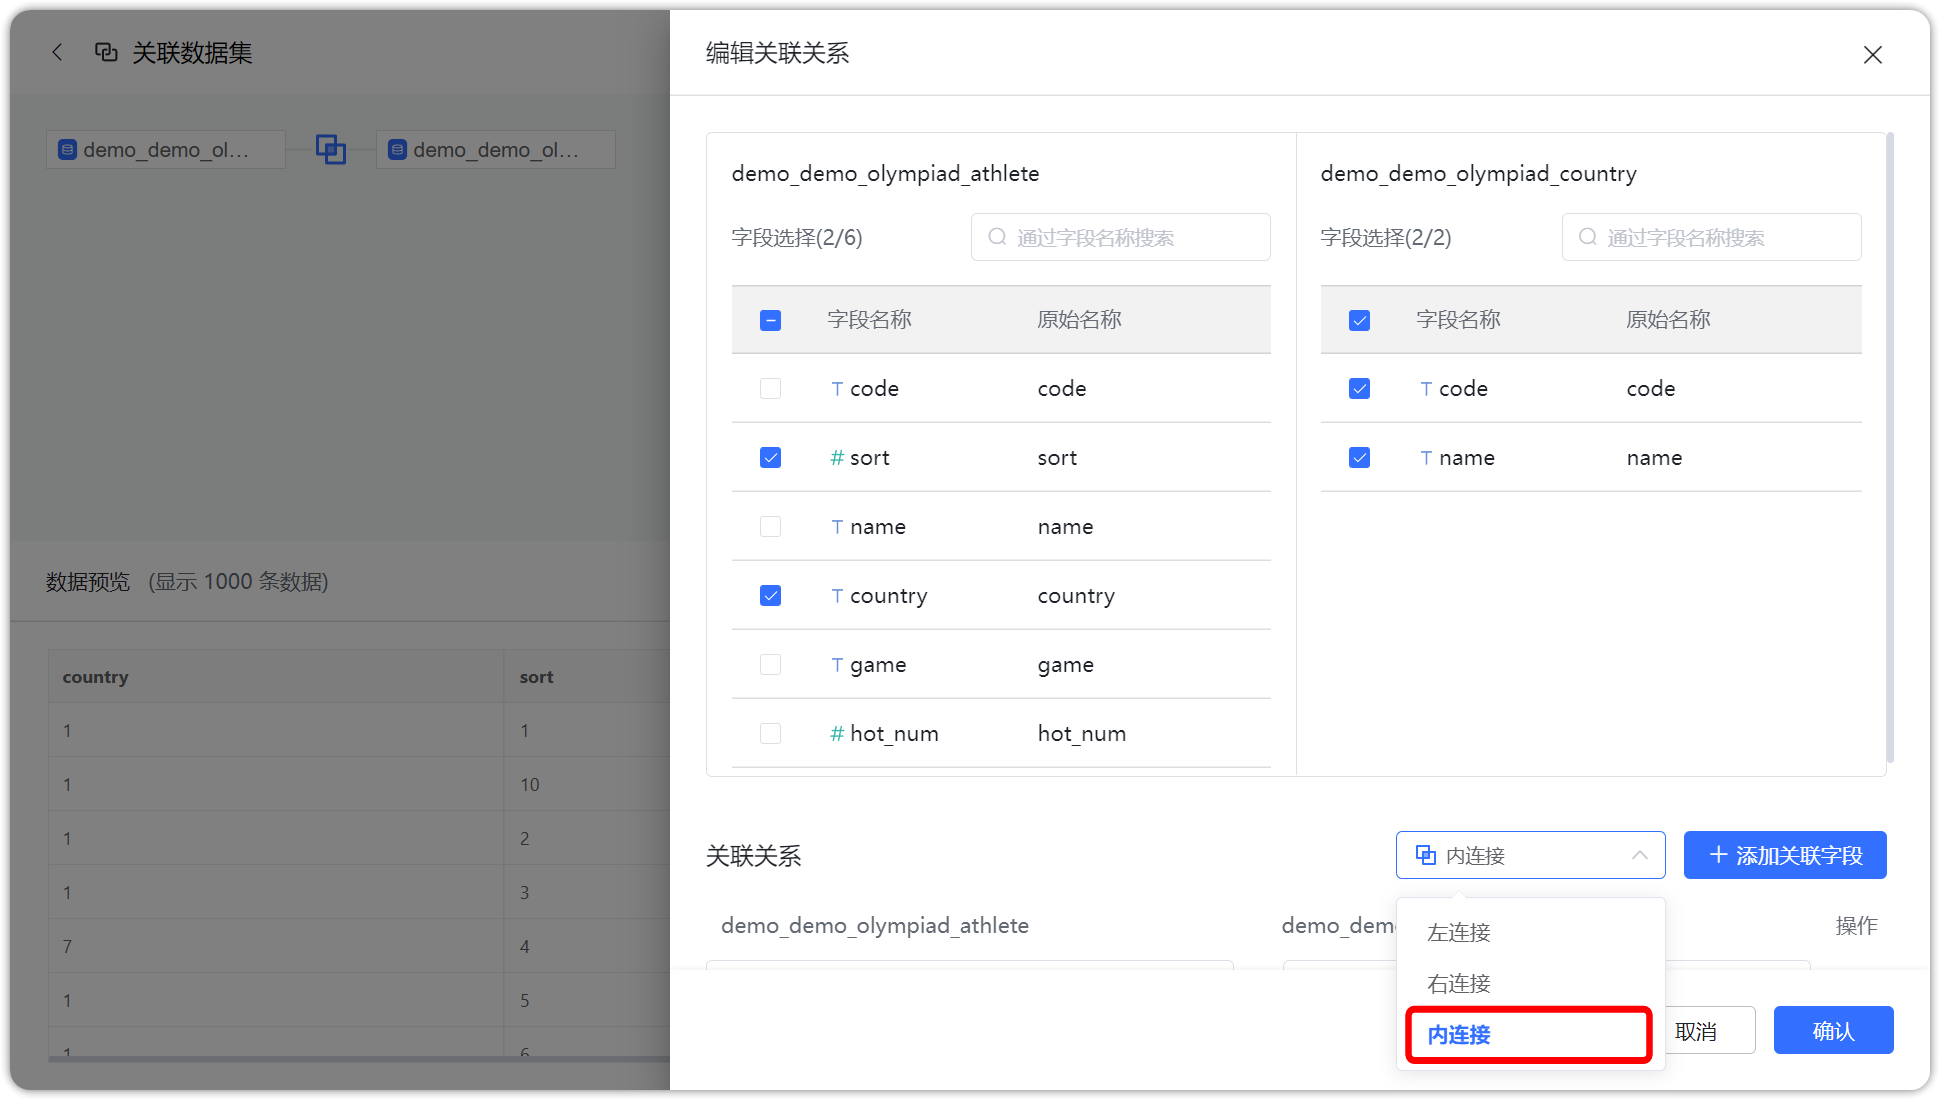 关联数据集
demo_demo_ol...
demo_demo_ol...
数据预览 (显示 1000 条数据)
country sort
1 1
1 10
1 2
1 3
7 4
1 5
1 6
编辑关联关系
demo_demo_olympiad_athlete
字段选择(2/6) 通过字段名称搜索
字段名称 原始名称
T code code
# sort sort
T name name
T country country
T game game
# hot_num hot_num
demo_demo_olympiad_country
字段选择(2/2) 通过字段名称搜索
字段名称 原始名称
T code code
T name name
关联关系 内连接 + 添加关联字段
demo_demo_olympiad_athlete demo_dem 操作
左连接
右连接
内连接
取消 确认